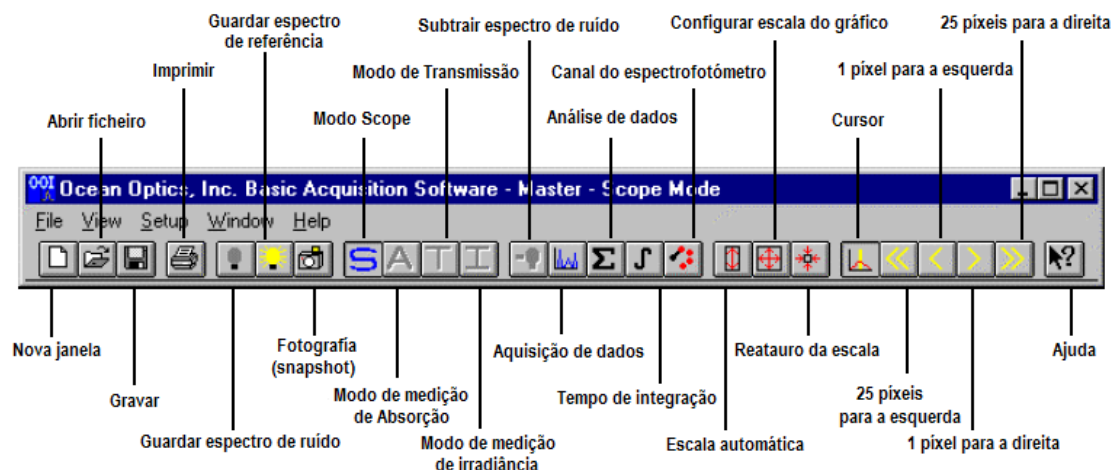 Guardar espectro
de referência
Subtrair espectro de ruído
Configurar escala do gráfico
25 píxeis para a direita
Imprimir
Modo de Transmissão
Canal do espectrofotómetro
1 píxel para a esquerda
Abrir ficheiro
Modo Scope
Análise de dados
Cursor
OOI Ocean Optics, Inc. Basic Acquisition Software - Master - Scope Mode
File View Setup Window Help
S A T I Σ ∫ ?
Nova janela
Fotografía
(snapshot)
Aquisição de dados
Reatauro da escala
Ajuda
Gravar
Modo de medição
de Absorção
Tempo de integração
25 píxeis
para a esquerda
Guardar espectro de ruído
Modo de medição
de irradiância
Escala automática
1 píxel para a direita